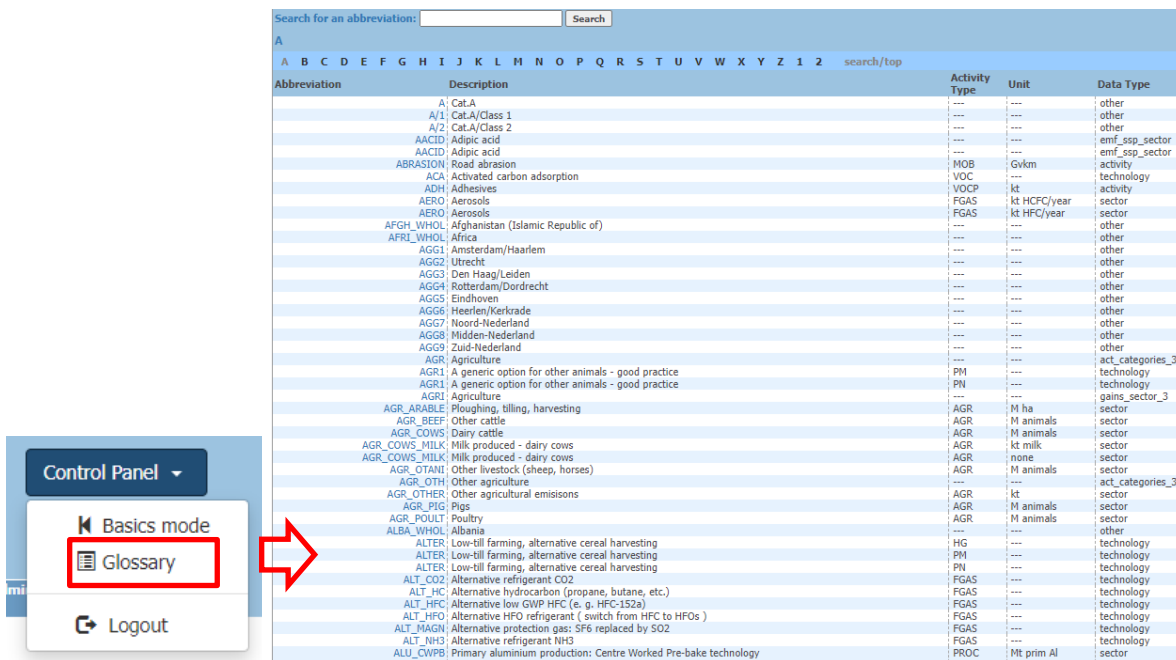 Search for an abbreviation: Search
A
A B C D E F G H I J K L M N O P Q R S T U V W X Y Z 1 2 search/top
Abbreviation Description Activity Type Unit Data Type
A Cat.A --- --- other
A/1 Cat.A/Class 1 --- --- other
A/2 Cat.A/Class 2 --- --- other
AACID Adipic acid --- --- emf_ssp_sector
AACID Adipic acid --- --- emf_ssp_sector
ABRASION Road abrasion MOB Gvkm activity
ACA Activated carbon adsorption VOC --- technology
ADH Adhesives VOCP kt activity
AERO Aerosols FGAS kt HCFC/year sector
AERO Aerosols FGAS kt HFC/year sector
AFGH_WHOL Afghanistan (Islamic Republic of) --- --- other
AFRI_WHOL Africa --- --- other
AGG1 Amsterdam/Haarlem --- --- other
AGG2 Utrecht --- --- other
AGG3 Den Haag/Leiden --- --- other
AGG4 Rotterdam/Dordrecht --- --- other
AGG5 Eindhoven --- --- other
AGG6 Heerlen/Kerkrade --- --- other
AGG7 Noord-Nederland --- --- other
AGG8 Midden-Nederland --- --- other
AGG9 Zuid-Nederland --- --- other
AGR Agriculture --- --- act_categories_3
AGR1 A generic option for other animals - good practice PM --- technology
AGR1 A generic option for other animals - good practice PN --- technology
AGRI Agriculture --- --- gains_sector_3
AGR_ARABLE Ploughing, tilling, harvesting AGR M ha sector
AGR_BEEF Other cattle AGR M animals sector
AGR_COWS Dairy cattle AGR M animals sector
AGR_COWS_MILK Milk produced - dairy cows AGR kt milk sector
AGR_COWS_MILK Milk produced - dairy cows AGR none sector
AGR_OTANI Other livestock (sheep, horses) AGR M animals sector
AGR_OTH Other agriculture --- --- act_categories_3
AGR_OTHER Other agricultural emisisons AGR kt sector
AGR_PIG Pigs AGR M animals sector
AGR_POULT Poultry AGR M animals sector
ALBA_WHOL Albania --- --- other
ALTER Low-till farming, alternative cereal harvesting HG --- technology
ALTER Low-till farming, alternative cereal harvesting PM --- technology
ALTER Low-till farming, alternative cereal harvesting PN --- technology
ALT_CO2 Alternative refrigerant CO2 FGAS --- technology
ALT_HC Alternative hydrocarbon (propane, butane, etc.) FGAS --- technology
ALT_HFC Alternative low GWP HFC (e. g. HFC-152a) FGAS --- technology
ALT_HFO Alternative HFO refrigerant ( switch from HFC to HFOs ) FGAS --- technology
ALT_MAGN Alternative protection gas: SF6 replaced by SO2 FGAS --- technology
ALT_NH3 Alternative refrigerant NH3 FGAS --- technology
ALU_CWPB Primary aluminium production: Centre Worked Pre-bake technology PROC Mt prim Al sector
Control Panel
Basics mode
Glossary
Logout